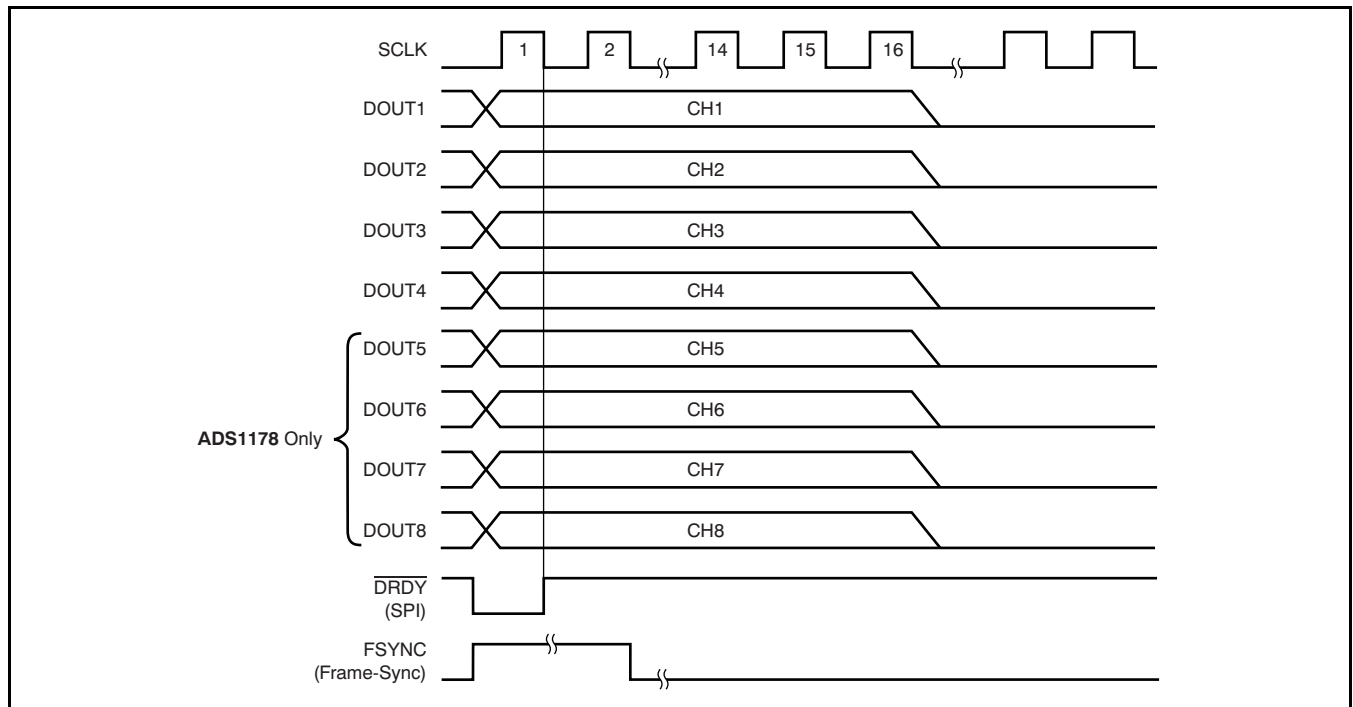 SCLK 1 2 14 15 16
DOUT1 CH1
DOUT2 CH2
DOUT3 CH3
DOUT4 CH4
DOUT5 CH5
DOUT6 CH6
ADS1178 Only
DOUT7 CH7
DOUT8 CH8
DRDY
(SPI)
FSYNC
(Frame-Sync)